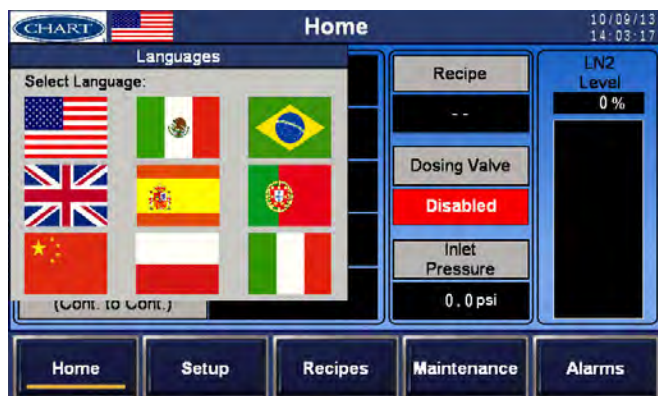 CHART
Home
10/09/13
14:03:17
Languages
Select Language:
Recipe
--
Dosing Valve
Disabled
Inlet
Pressure
0.0psi
LN2
Level
0 %
(Cont. to Cont.)
Home
Setup
Recipes
Maintenance
Alarms